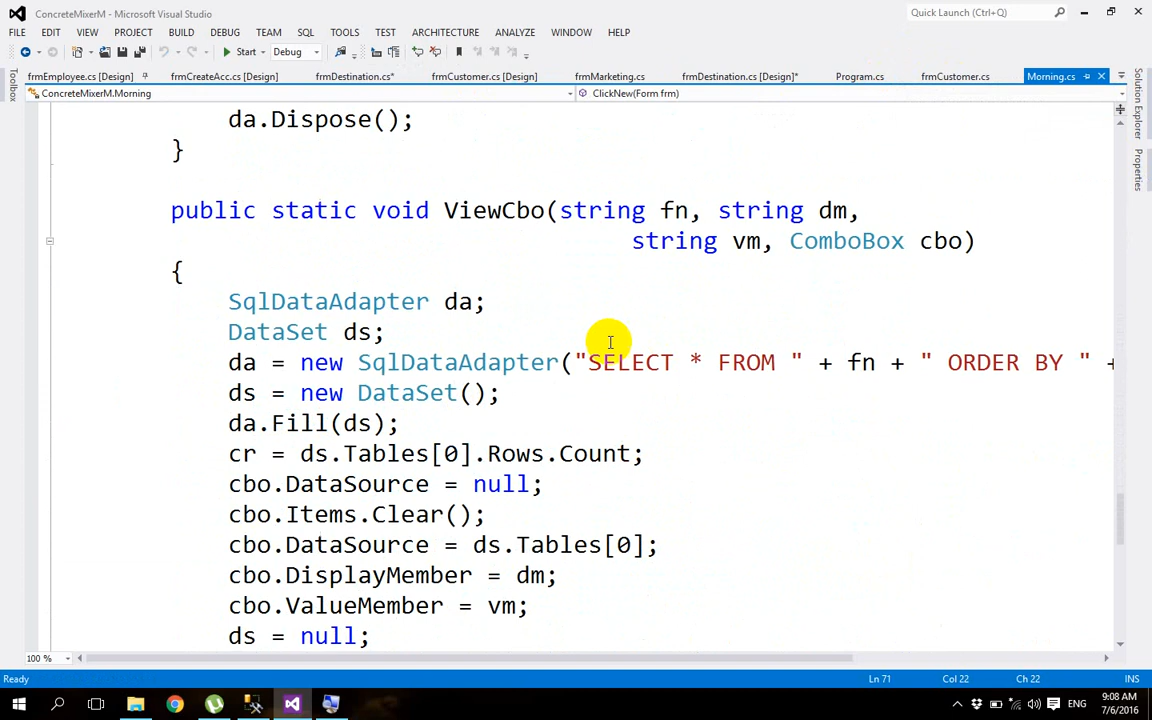 ConcreteMixerM - Microsoft Visual Studio
Quick Launch (Ctrl+Q)
FILE EDIT VIEW PROJECT BUILD DEBUG TEAM SQL TOOLS TEST ARCHITECTURE ANALYZE WINDOW HELP
Start Debug
frmEmployee.cs [Design] frmCreateAcc.cs [Design] frmDestination.cs* frmCustomer.cs [Design] frmMarketing.cs frmDestination.cs [Design]* Program.cs frmCustomer.cs Morning.cs
Toolbox
Solution Explorer
Properties
ConcreteMixerM.Morning ClickNew(Form frm)
da.Dispose();
}
public static void ViewCbo(string fn, string dm,
string vm, ComboBox cbo)
{
SqlDataAdapter da;
DataSet ds;
da = new SqlDataAdapter("SELECT * FROM " + fn + " ORDER BY " +
ds = new DataSet();
da.Fill(ds);
cr = ds.Tables[0].Rows.Count;
cbo.DataSource = null;
cbo.Items.Clear();
cbo.DataSource = ds.Tables[0];
cbo.DisplayMember = dm;
cbo.ValueMember = vm;
ds = null;
100 %
Ready Ln 71 Col 22 Ch 22 INS
ENG 9:08 AM
7/6/2016